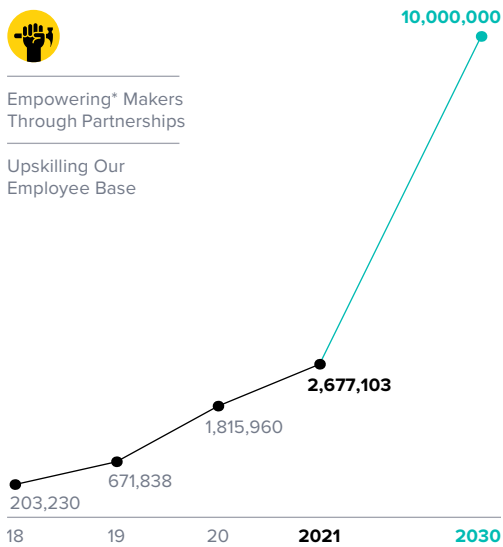 10,000,000
Empowering* Makers
Through Partnerships
Upskilling Our
Employee Base
2,677,103
1,815,960
671,838
203,230
18 19 20 2021 2030